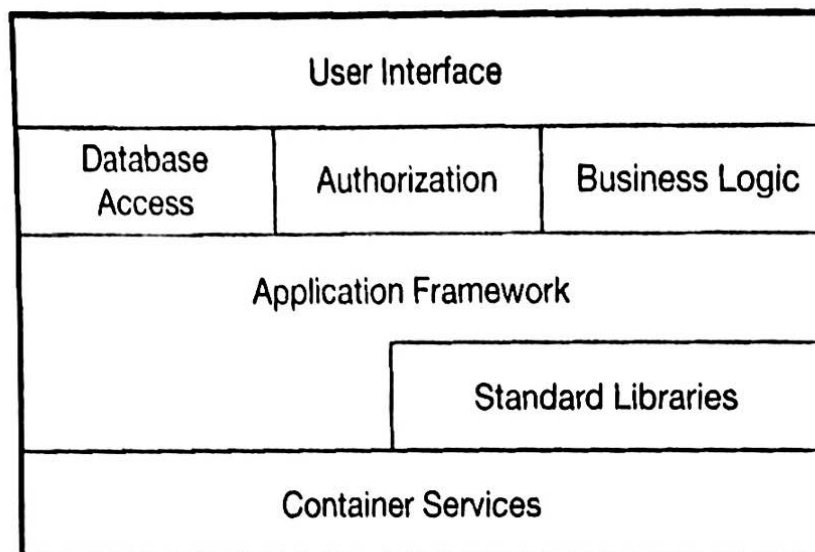 User Interface
Database
Access
Authorization
Business Logic
Application Framework
Standard Libraries
Container Services